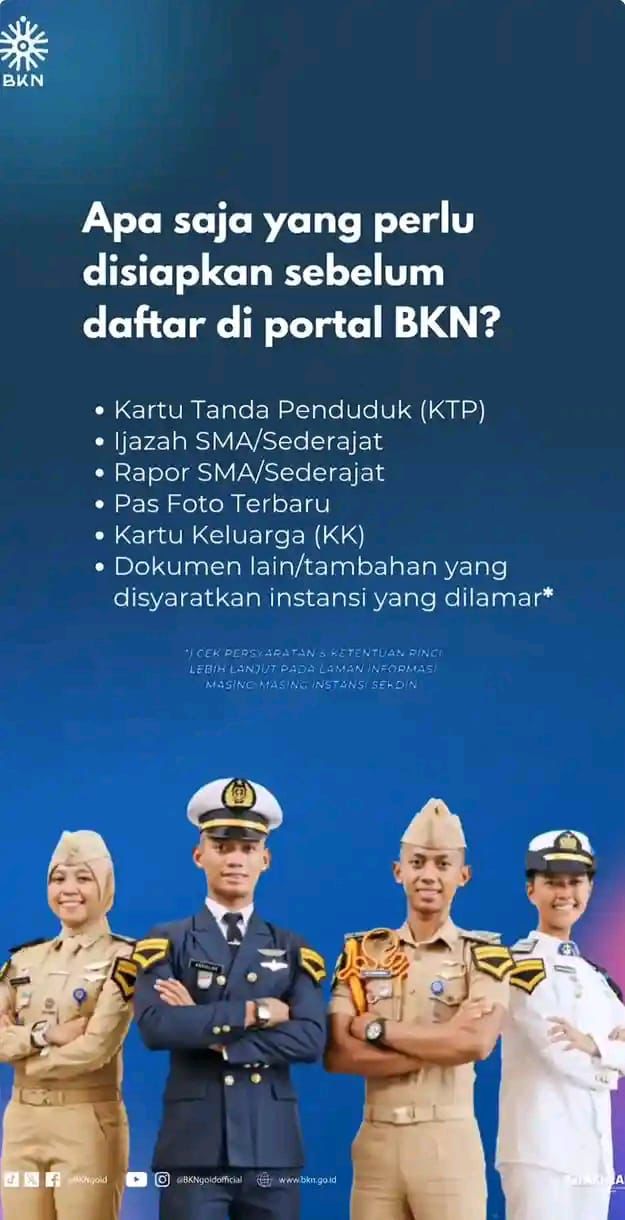 BKN
Apa saja yang perlu
disiapkan sebelum
daftar di portal BKN?
• Kartu Tanda Penduduk (KTP)
• Ijazah SMA/Sederajat
• Rapor SMA/Sederajat
• Pas Foto Terbaru
• Kartu Keluarga (KK)
• Dokumen lain/tambahan yang
disyaratkan instansi yang dilamar*
*) CEK PERSYARATAN & KETENTUAN RINCI
LEBIH LANJUT PADA LAMAN INFORMASI
MASING-MASING INSTANSI SEKDIN
@BKNgoid @BKNgoidofficial www.bkn.go.id